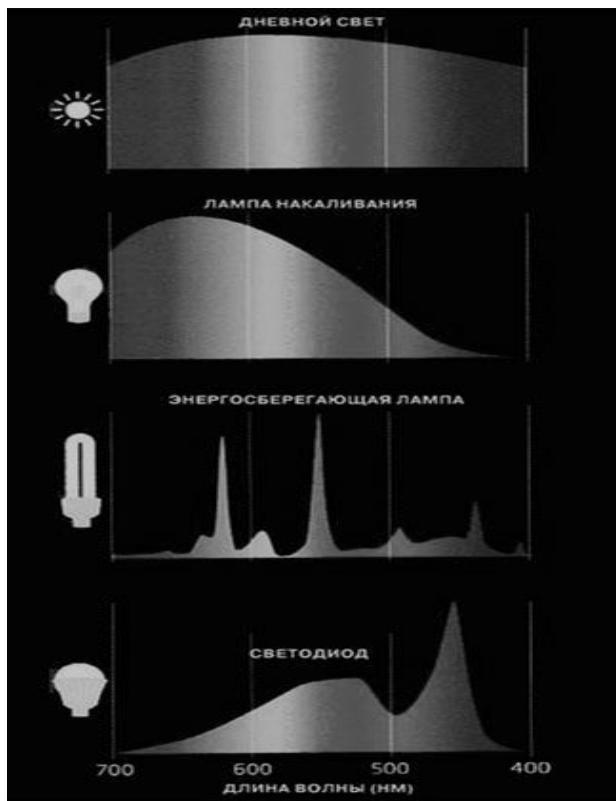 ДНЕВНОЙ СВЕТ
ЛАМПА НАКАЛИВАНИЯ
ЭНЕРГОСБЕРЕГАЮЩАЯ ЛАМПА
СВЕТОДИОД
700 600 500 400
ДЛИНА ВОЛНЫ (НМ)